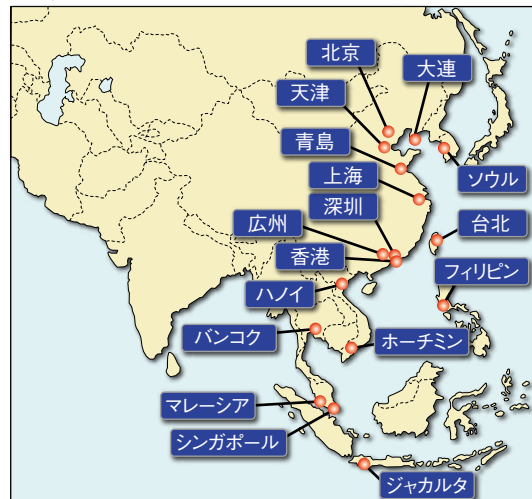 北京
大連
天津
青島
ソウル
上海
深圳
広州
台北
香港
フィリピン
ハノイ
バンコク
ホーチミン
マレーシア
シンガポール
ジャカルタ